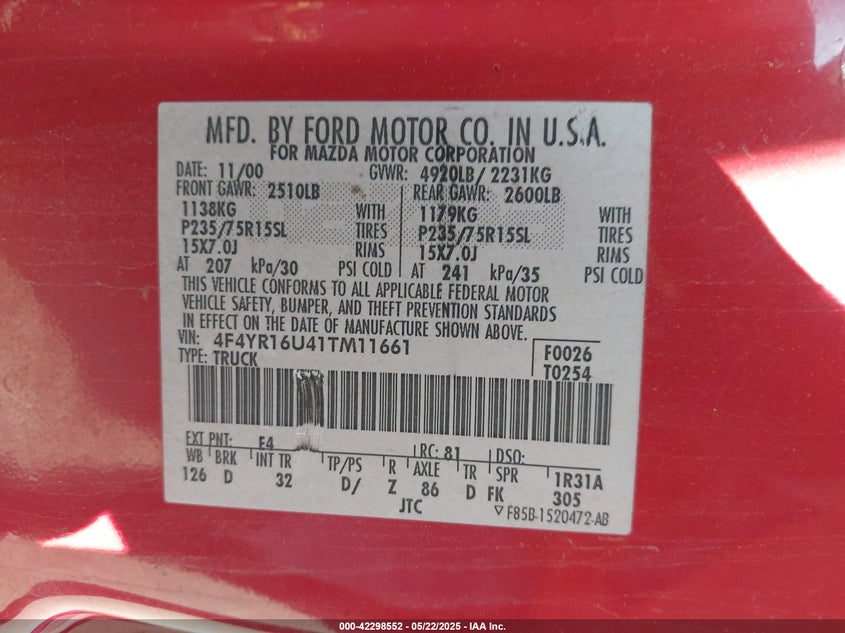 MFD. BY FORD MOTOR CO. IN U.S.A.
FOR MAZDA MOTOR CORPORATION
DATE: 11/00 GVWR: 4920LB/ 2231KG
FRONT GAWR: 2510LB REAR GAWR: 2600LB
1138KG WITH 1179KG WITH
P235/75R15SL TIRES P235/75R15SL TIRES
15X7.0J RIMS 15X7.0J RIMS
AT 207 kPa/30 PSI COLD AT 241 kPa/35 PSI COLD
THIS VEHICLE CONFORMS TO ALL APPLICABLE FEDERAL MOTOR
VEHICLE SAFETY, BUMPER, AND THEFT PREVENTION STANDARDS
IN EFFECT ON THE DATE OF MANUFACTURE SHOWN ABOVE.
VIN: 4F4YR16U41TM11661 F0026
TYPE: TRUCK T0254
EXT PNT: E4 RC: 81 DSO:
WB BRK INT TR TP/PS R AXLE TR SPR 1R31A
126 D 32 D/ Z 86 D FK 305
JTC ▽F85B-1520472-AB
000-42298552 - 05/22/2025 - IAA Inc.